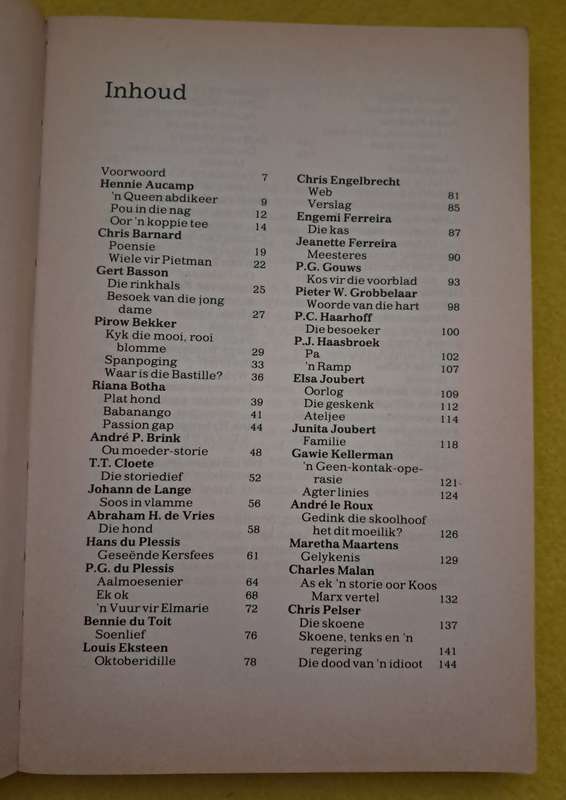 Inhoud
Voorwoord 7
Hennie Aucamp
'n Queen abdikeer 9
Pou in die nag 12
Oor 'n koppie tee 14
Chris Barnard
Poensie 19
Wiele vir Pietman 22
Gert Basson
Die rinkhals 25
Besoek van die jong
dame 27
Pirow Bekker
Kyk die mooi, rooi
blomme 29
Spanpoging 33
Waar is die Bastille? 36
Riana Botha
Plat hond 39
Babanango 41
Passion gap 44
André P. Brink
Ou moeder-storie 48
T.T. Cloete
Die storiedief 52
Johann de Lange
Soos in vlamme 56
Abraham H. de Vries
Die hond 58
Hans du Plessis
Geseënde Kersfees 61
P.G. du Plessis
Aalmoesenier 64
Ek ok 68
'n Vuur vir Elmarie 72
Bennie du Toit
Soenlief 76
Louis Eksteen
Oktoberidille 78
Chris Engelbrecht
Web 81
Verslag 85
Engemi Ferreira
Die kas 87
Jeanette Ferreira
Meesteres 90
P.G. Gouws
Kos vir die voorblad 93
Pieter W. Grobbelaar
Woorde van die hart 98
P.C. Haarhoff
Die besoeker 100
P.J. Haasbroek
Pa 102
'n Ramp 107
Elsa Joubert
Oorlog 109
Die geskenk 112
Ateljee 114
Junita Joubert
Familie 118
Gawie Kellerman
'n Geen-kontak-ope-
rasie 121
Agter linies 124
André le Roux
Gedink die skoolhoof
het dit moeilik? 126
Maretha Maartens
Gelykenis 129
Charles Malan
As ek 'n storie oor Koos
Marx vertel 132
Chris Pelser
Die skoene 137
Skoene, tenks en 'n
regering 141
Die dood van 'n idioot 144